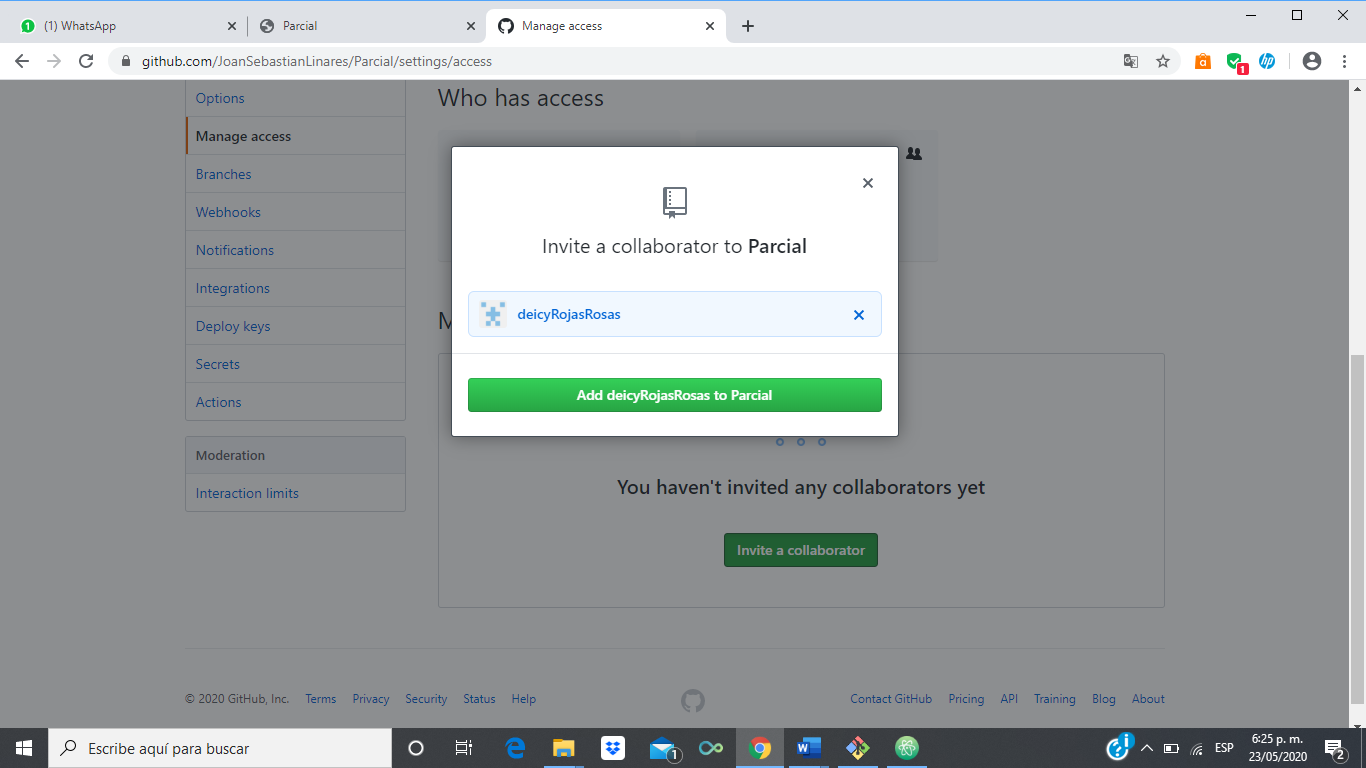 (1) WhatsApp
Parcial
Manage access
github.com/JoanSebastianLinares/Parcial/settings/access
1
Options
Manage access
Branches
Webhooks
Notifications
Integrations
Deploy keys
Secrets
Actions
Moderation
Interaction limits
Who has access
Invite a collaborator to Parcial
deicyRojasRosas
Add deicyRojasRosas to Parcial
M
You haven't invited any collaborators yet
Invite a collaborator
© 2020 GitHub, Inc. Terms Privacy Security Status Help
Contact GitHub Pricing API Training Blog About
Escribe aquí para buscar
1
ESP
6:25 p. m.
23/05/2020
2